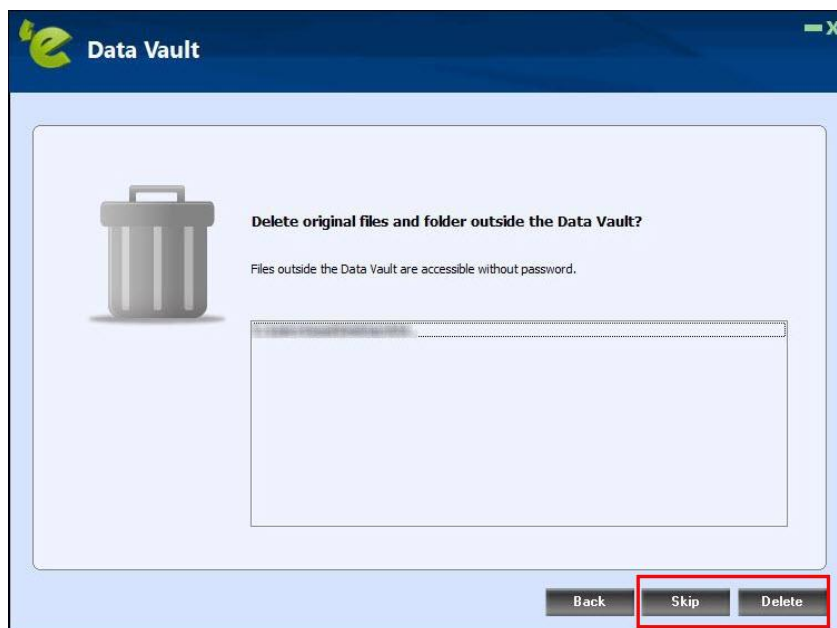 Data Vault
Delete original files and folder outside the Data Vault?
Files outside the Data Vault are accessible without password.
Back Skip Delete